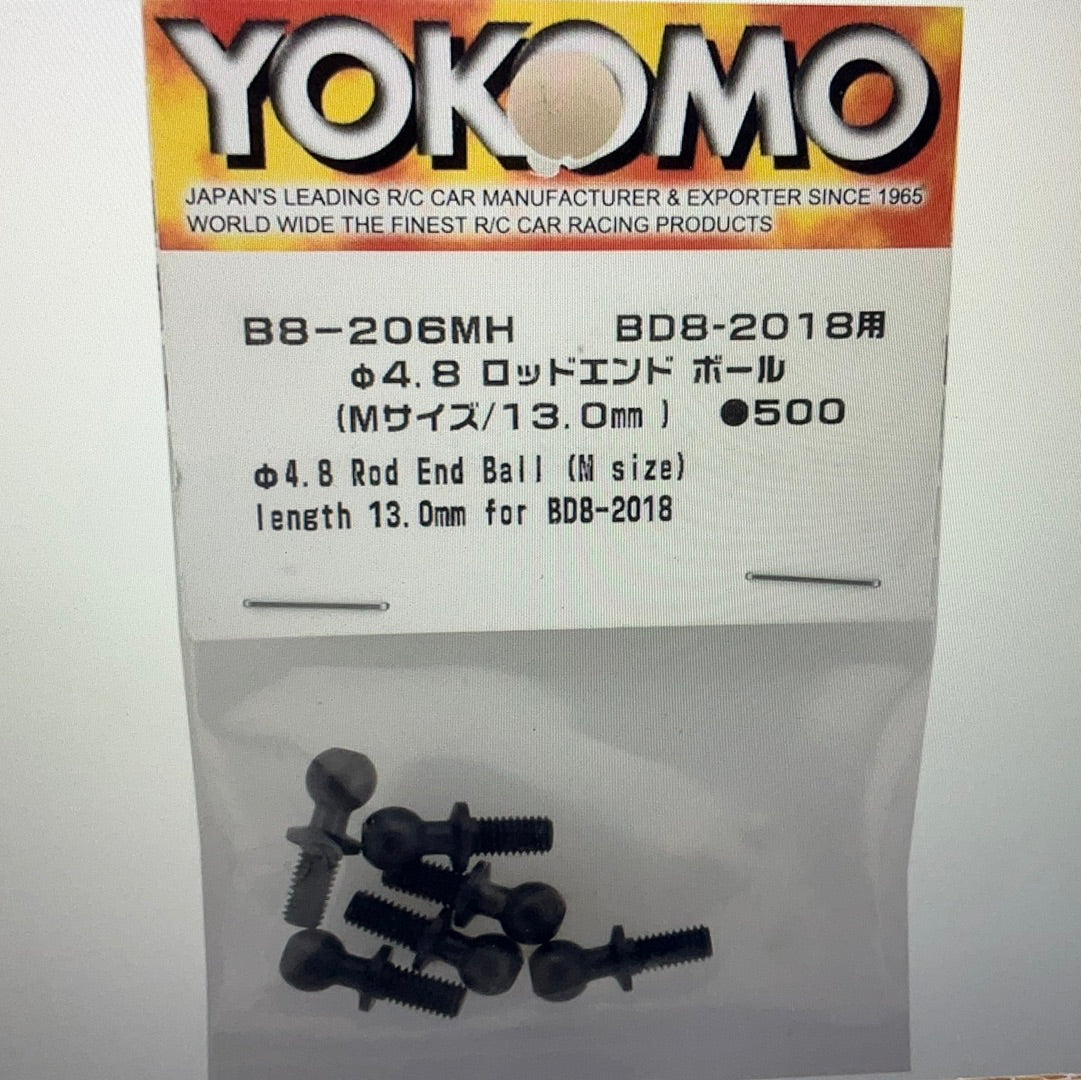 YOKOMO
JAPAN'S LEADING R/C CAR MANUFACTURER & EXPORTER SINCE 1965
WORLD WIDE THE FINEST R/C CAR RACING PRODUCTS
B8-206MH BD8-2018用
Φ4.8 ロッドエンド ボール
(Mサイズ/13.0mm ) ●500
Φ4.8 Rod End Ball (M size)
length 13.0mm for BD8-2018